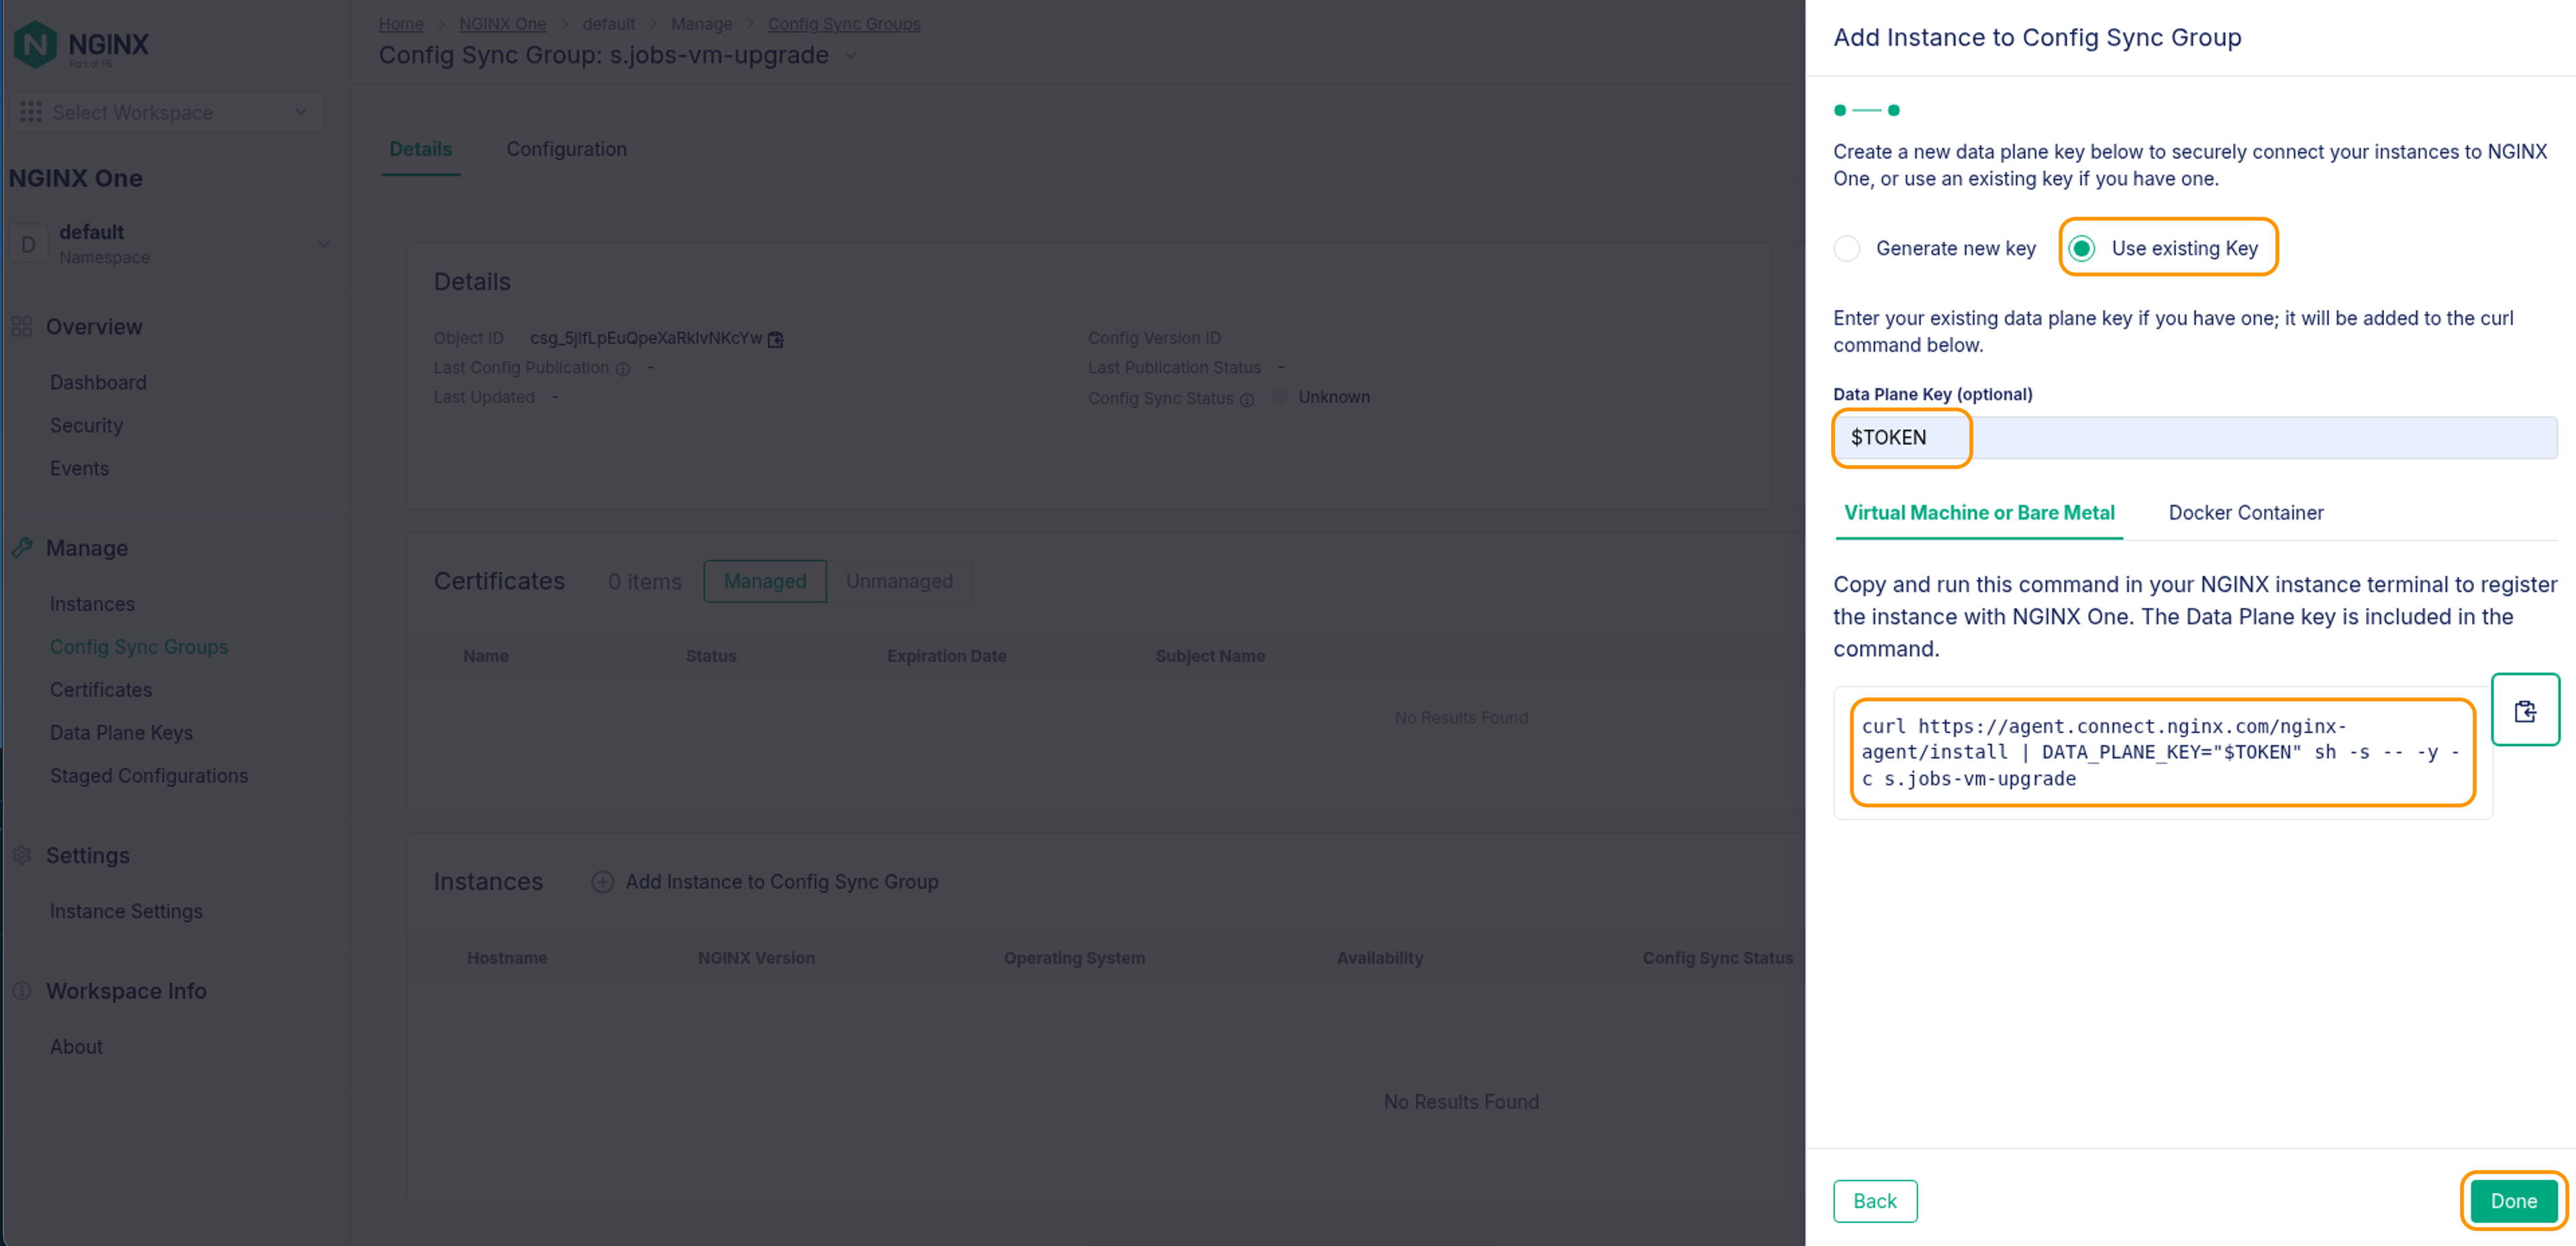 NGINX
Part of F5
Select Workspace
NGINX One
D
default
Namespace
Overview
Dashboard
Security
Events
Manage
Instances
Config Sync Groups
Certificates
Data Plane Keys
Staged Configurations
Settings
Instance Settings
Workspace Info
About
Home > NGINX One > default > Manage > Config Sync Groups
Config Sync Group: s.jobs-vm-upgrade
Details Configuration
Details
Object ID csg_5jlfLpEuQpeXaRklvNKcYw
Last Config Publication -
Last Updated -
Config Version ID
Last Publication Status -
Config Sync Status Unknown
Certificates 0 items Managed Unmanaged
Name Status Expiration Date Subject Name
No Results Found
Instances Add Instance to Config Sync Group
Hostname NGINX Version Operating System Availability Config Sync Status
No Results Found
Add Instance to Config Sync Group
Create a new data plane key below to securely connect your instances to NGINX
One, or use an existing key if you have one.
Generate new key Use existing Key
Enter your existing data plane key if you have one; it will be added to the curl
command below.
Data Plane Key (optional)
$TOKEN
Virtual Machine or Bare Metal Docker Container
Copy and run this command in your NGINX instance terminal to register
the instance with NGINX One. The Data Plane key is included in the
command.
curl https://agent.connect.nginx.com/nginx-
agent/install | DATA_PLANE_KEY="$TOKEN" sh -s -- -y -
c s.jobs-vm-upgrade
Back Done